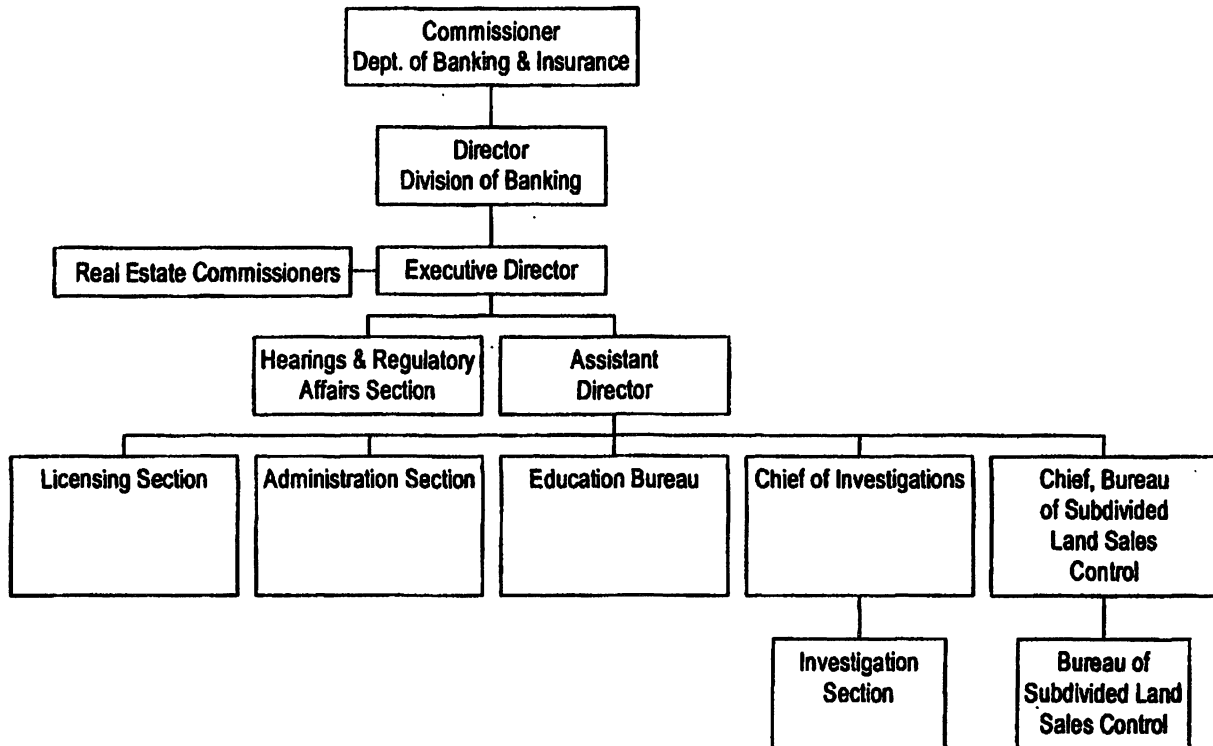 Commissioner
Dept. of Banking & Insurance
Director
Division of Banking
Real Estate Commissioners
Executive Director
Hearings & Regulatory
Affairs Section
Assistant
Director
Licensing Section
Administration Section
Education Bureau
Chief of Investigations
Chief, Bureau
of Subdivided
Land Sales
Control
Investigation
Section
Bureau of
Subdivided Land
Sales Control